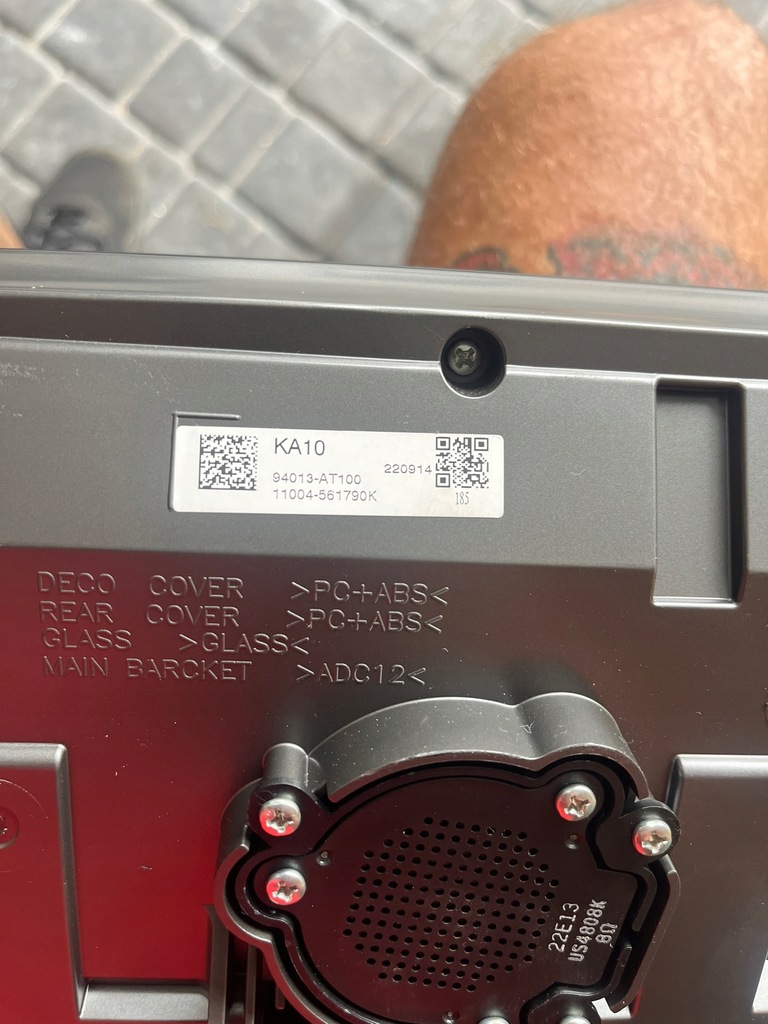 KA10
94013-AT100
220914
11004-561790K
185
DECO COVER >PC+ABS<
REAR COVER >PC+ABS<
GLASS >GLASS<
MAIN BARCKET >ADC12<
22E13
US4808K
8Ω